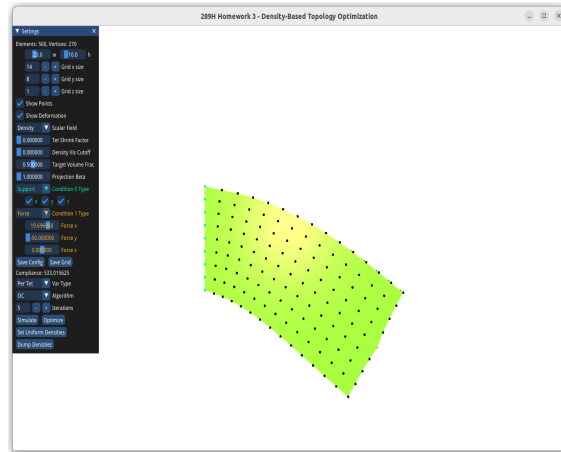 289H Homework 3 - Density-Based Topology Optimization
Settings
Elements: 560, Vertices: 270
w 10.0 h
14 - + Grid x size
8 - + Grid y size
1 - + Grid z size
Show Points
Show Deformation
Density Scalar Field
0.000000 Tet Shrink Factor
0.000000 Density Vis Cutoff
Target Volume Frac
1.000000 Projection Beta
Support Condition 0 Type
x y z
Force Condition 1 Type
Force x
50.000000 Force y
Force z
Save Config Save Grid
Compliance: 533.015625
Per Tet Var Type
OC Algorithm
5 - + Iterations
Simulate Optimize
Set Uniform Densities
Dump Densities